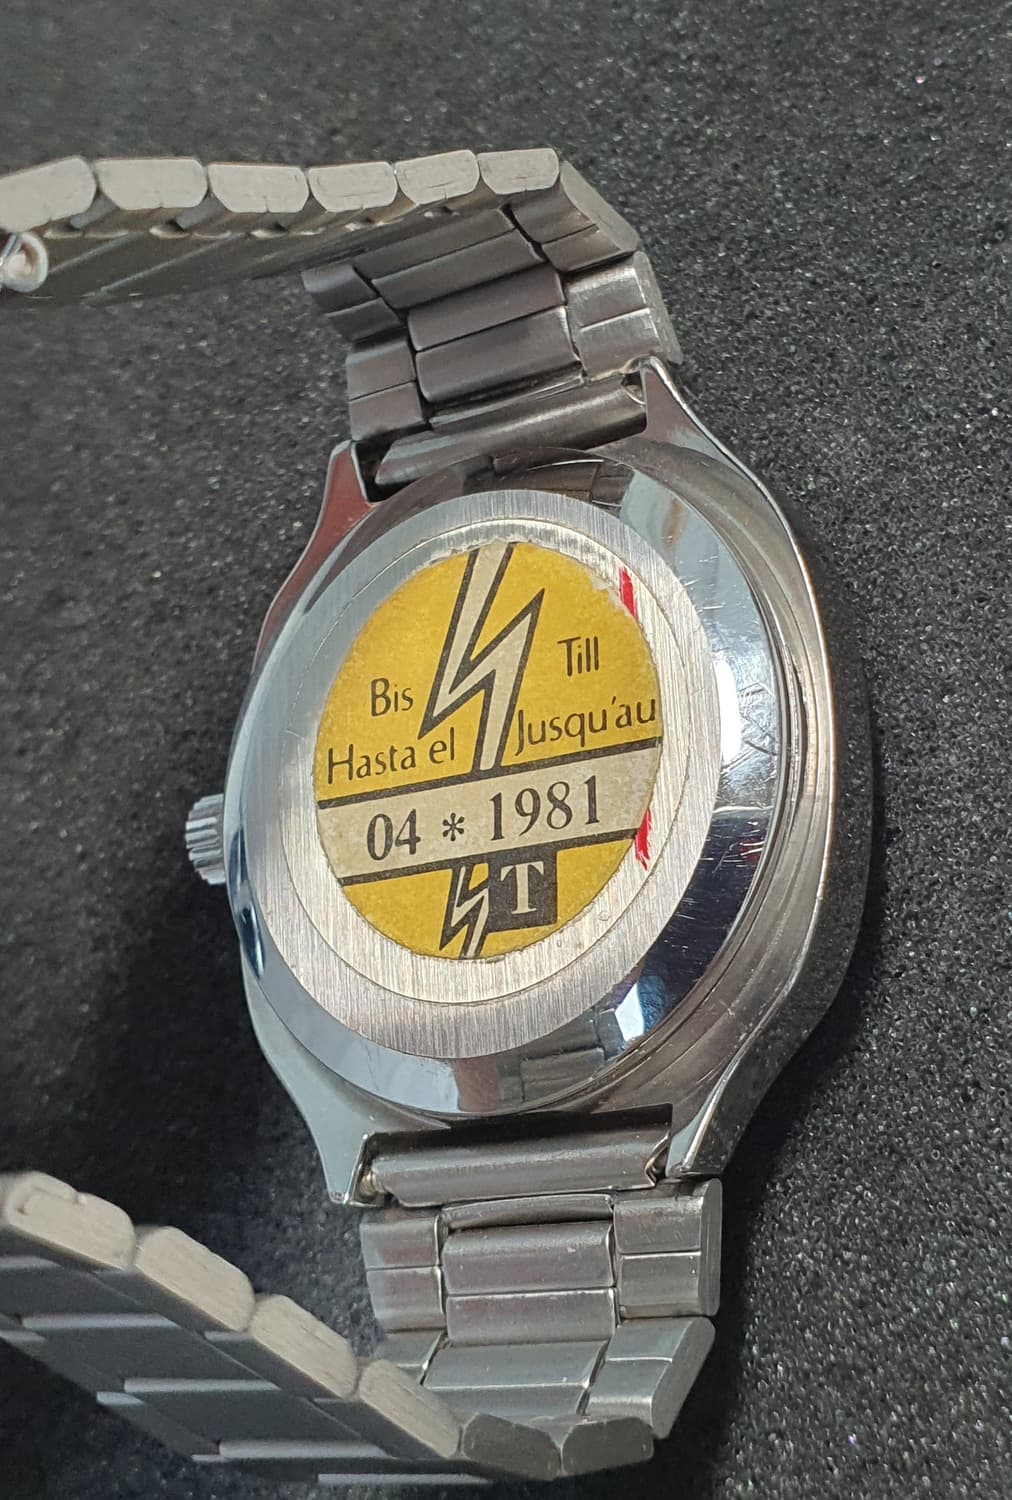 Bis Till
Hasta el Jusqu'au
04 * 1981
T